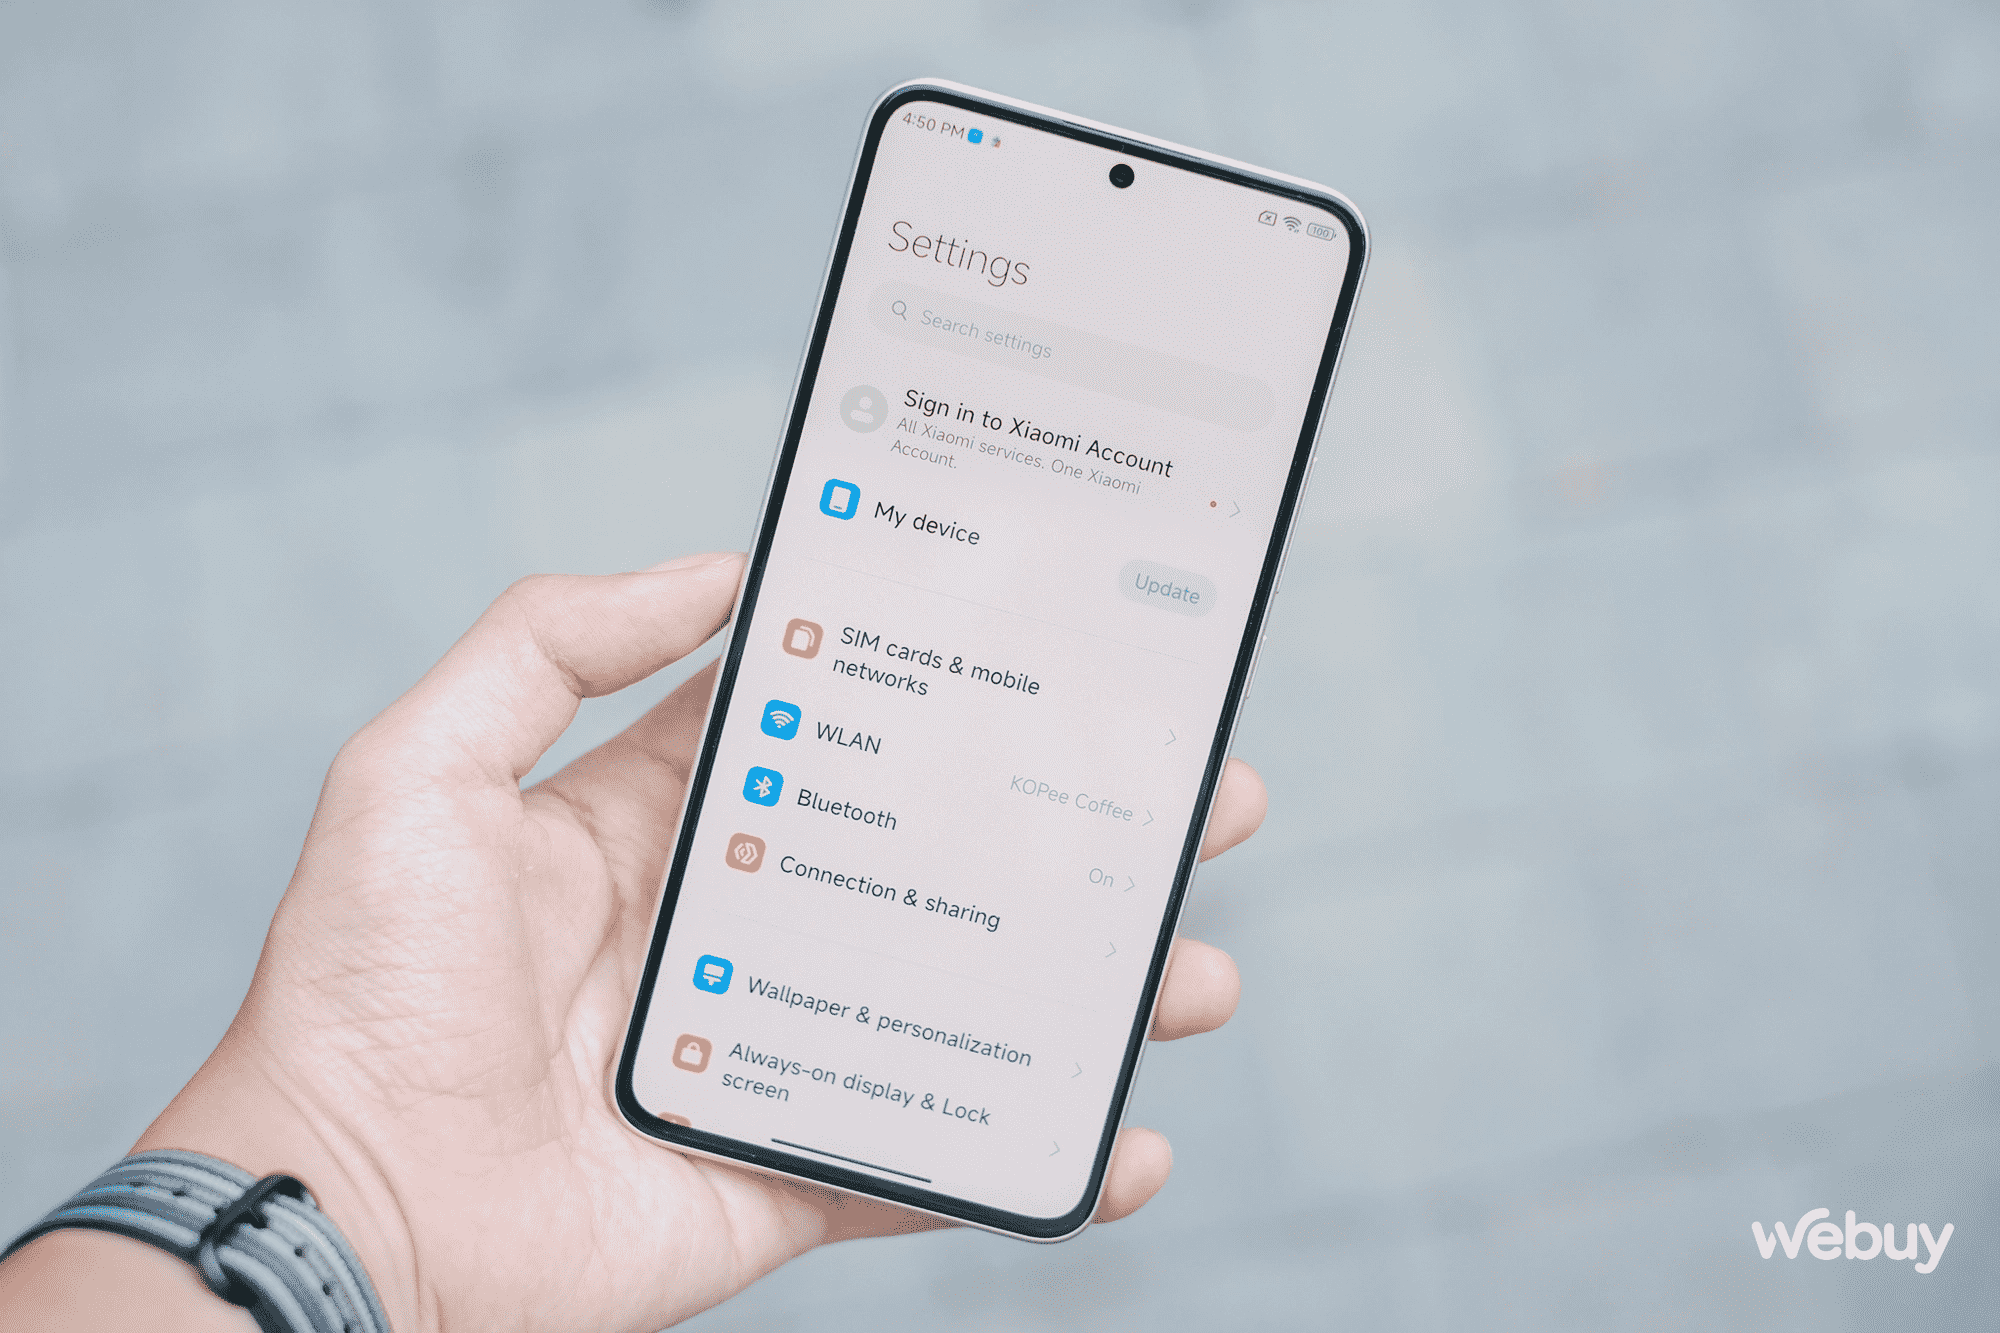 4:50 PM
100
Settings
Search settings
Sign in to Xiaomi Account
All Xiaomi services. One Xiaomi
Account.
My device
Update
SIM cards & mobile
networks
WLAN
KOPee Coffee
Bluetooth
On
Connection & sharing
Wallpaper & personalization
Always-on display & Lock
screen
webuy